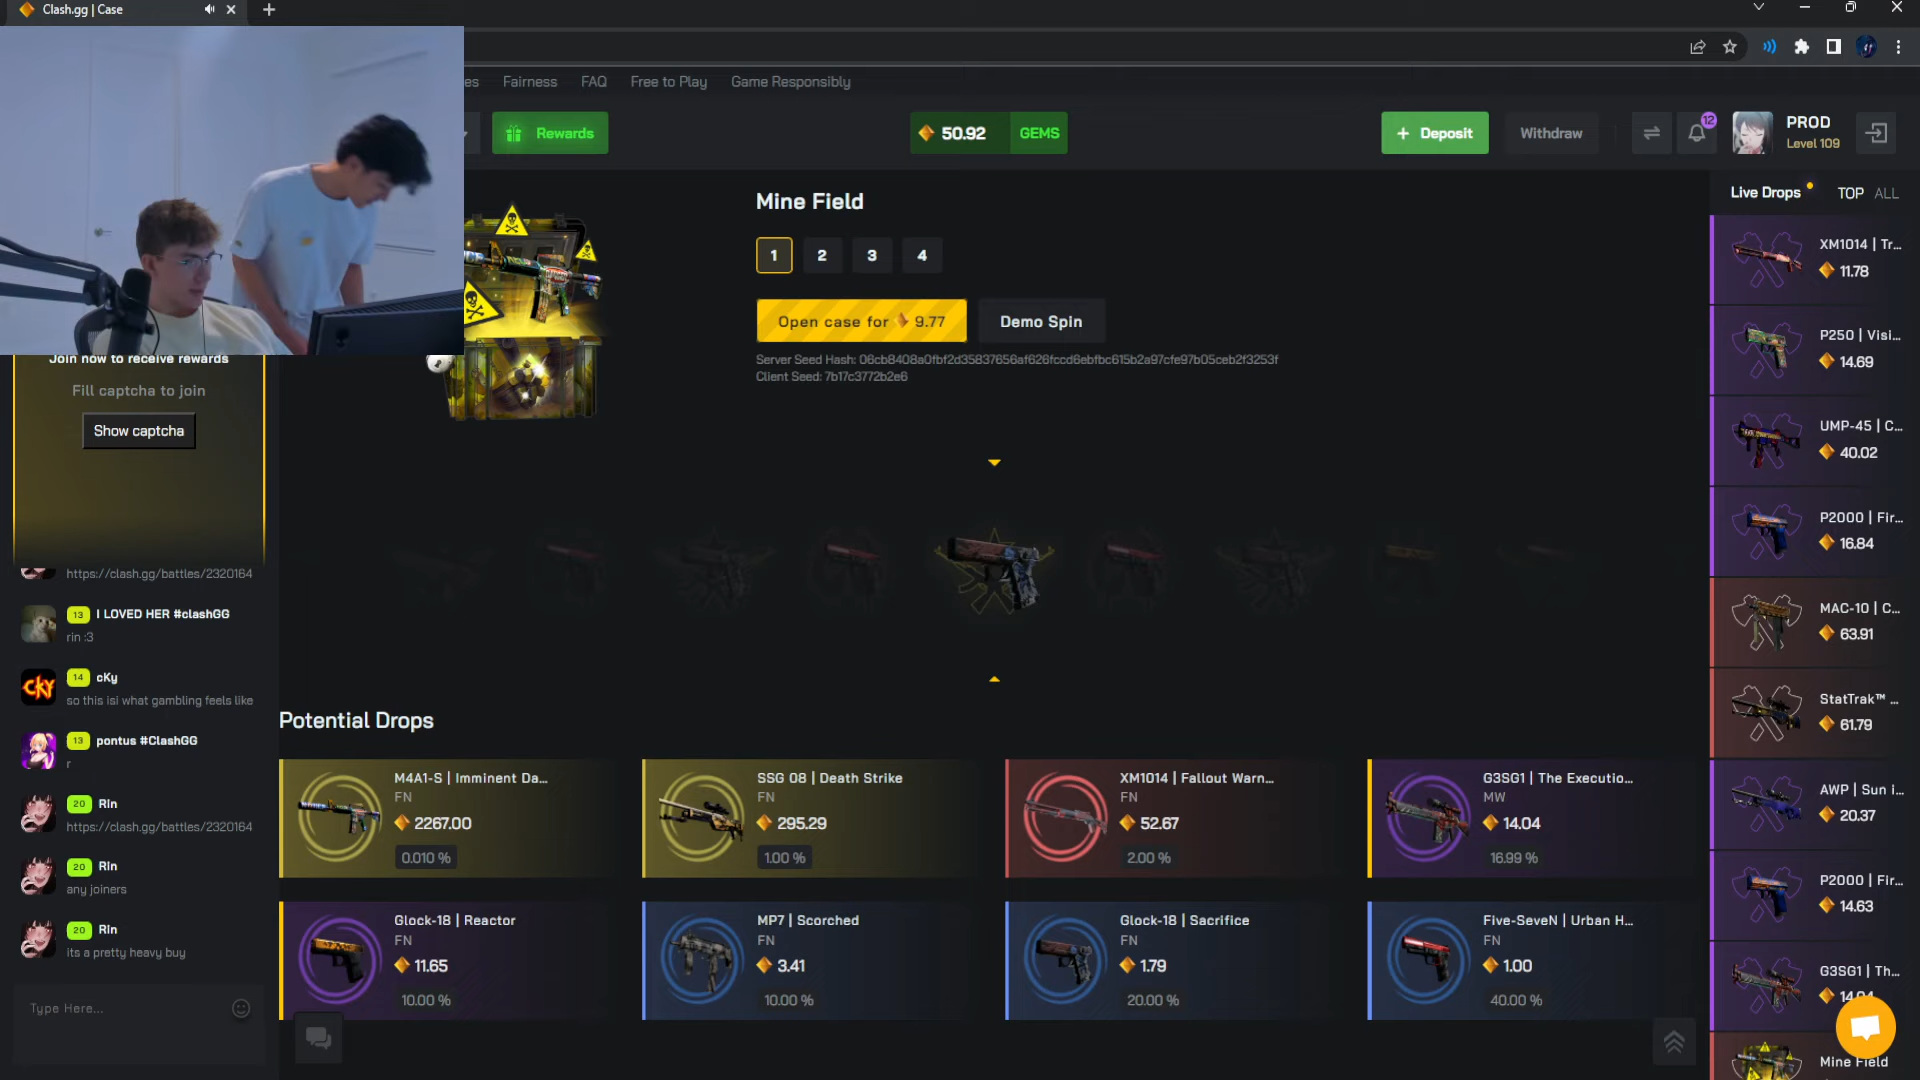 Clash.gg | Case
es
Fairness
FAQ
Free to Play
Game Responsibly
Rewards
50.92
GEMS
+ Deposit
Withdraw
12
PROD
Level 109
Mine Field
1
2
3
4
Open case for 9.77
Demo Spin
Server Seed Hash: 06cb8408a0fbf2d35837656af626fccd6ebfbc615b2a97cfe97b05ceb2f3253f
Client Seed: 7b17c3772b2e6
Join now to receive rewards
Fill captcha to join
Show captcha
https://clash.gg/battles/2320164
13 I LOVED HER #clashGG
rin :3
CKY
14 cKy
so this isi what gambling feels like
13 pontus #ClashGG
r
20 Rin
https://clash.gg/battles/2320164
20 Rin
any joiners
20 Rin
its a pretty heavy buy
Type Here...
Potential Drops
M4A1-S | Imminent Da...
FN
2267.00
0.010 %
SSG 08 | Death Strike
FN
295.29
1.00 %
XM1014 | Fallout Warn...
FN
52.67
2.00 %
G3SG1 | The Executio...
MW
14.04
16.99 %
Glock-18 | Reactor
FN
11.65
10.00 %
MP7 | Scorched
FN
3.41
10.00 %
Glock-18 | Sacrifice
FN
1.79
20.00 %
Five-SeveN | Urban H...
FN
1.00
40.00 %
Live Drops
TOP
ALL
XM1014 | Tr...
11.78
P250 | Visi...
14.69
UMP-45 | C...
40.02
P2000 | Fir...
16.84
MAC-10 | C...
63.91
StatTrak™ ...
61.79
AWP | Sun i...
20.37
P2000 | Fir...
14.63
G3SG1 | Th...
14.04
Mine Field